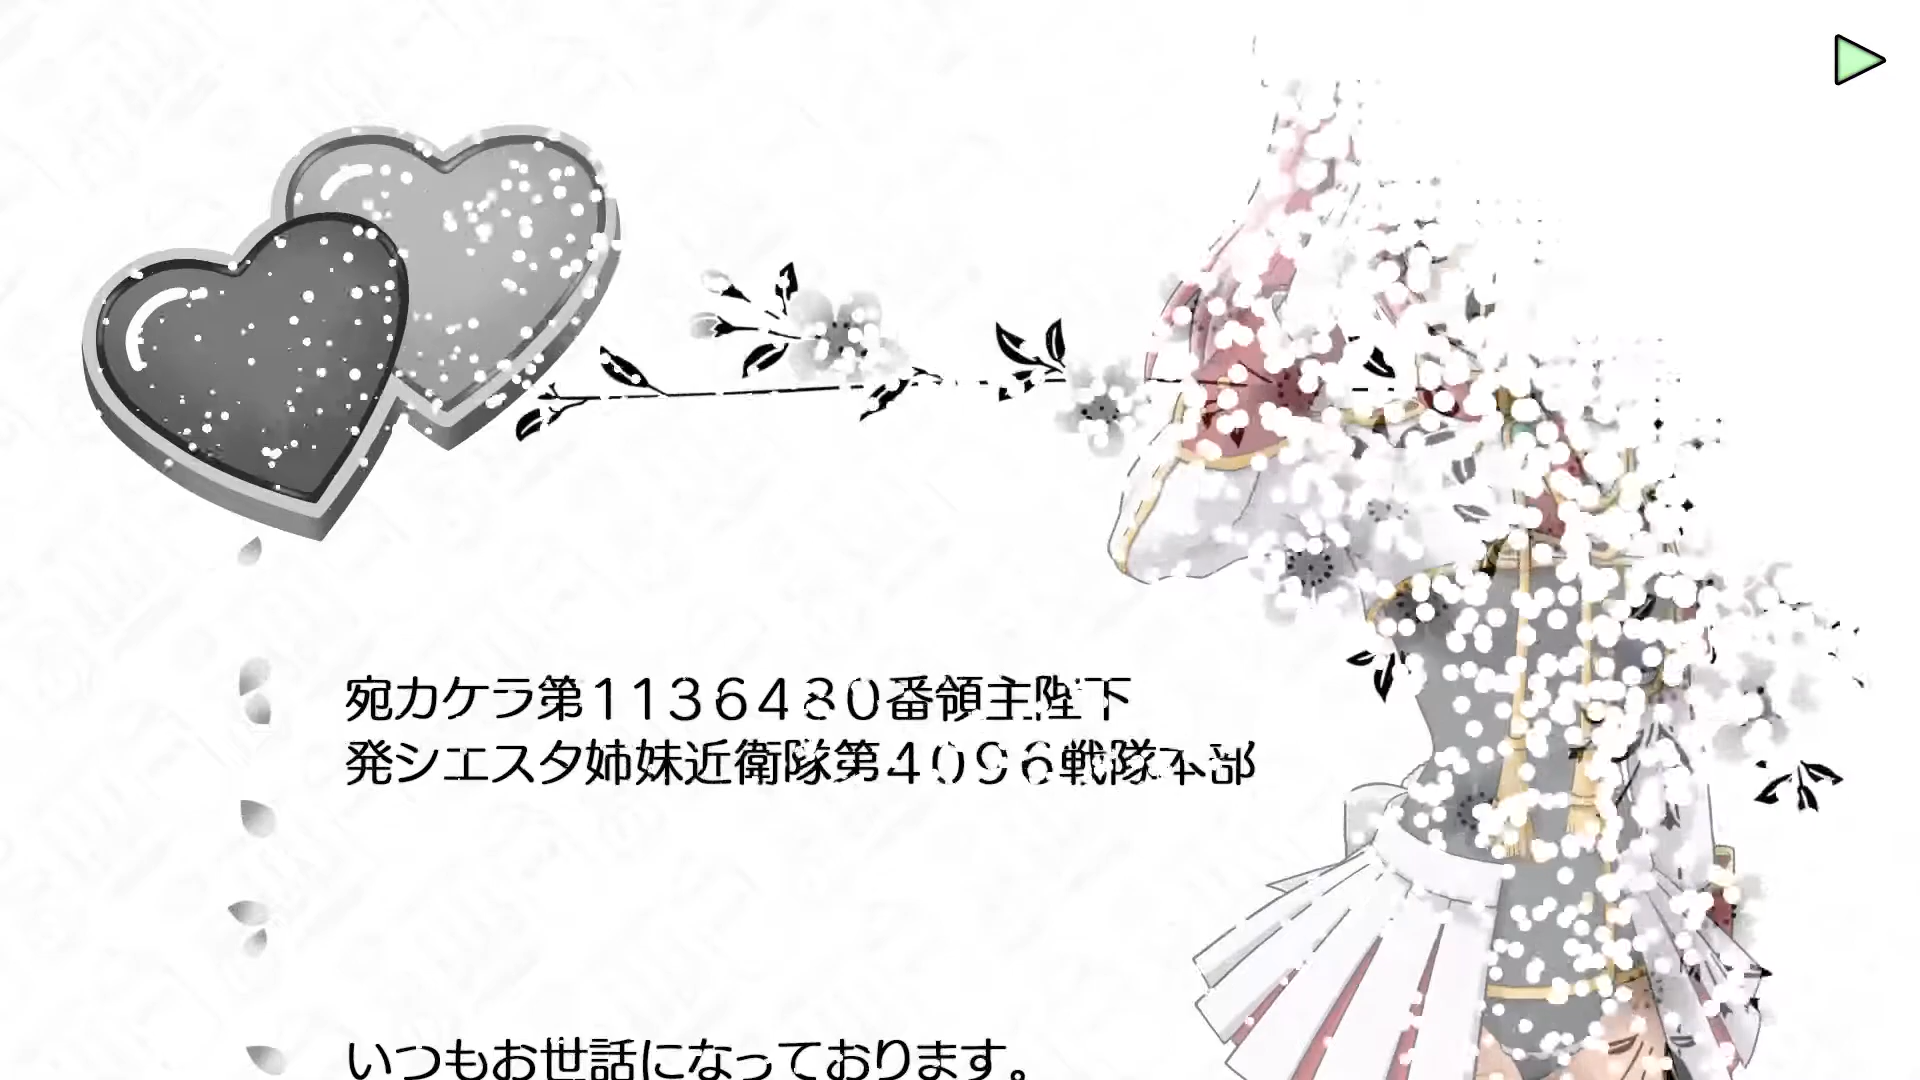 宛カケラ第１１３６４８０番領主陛下
発シエスタ姉妹近衛隊第４０９６戦隊本部
いつもお世話になっております。